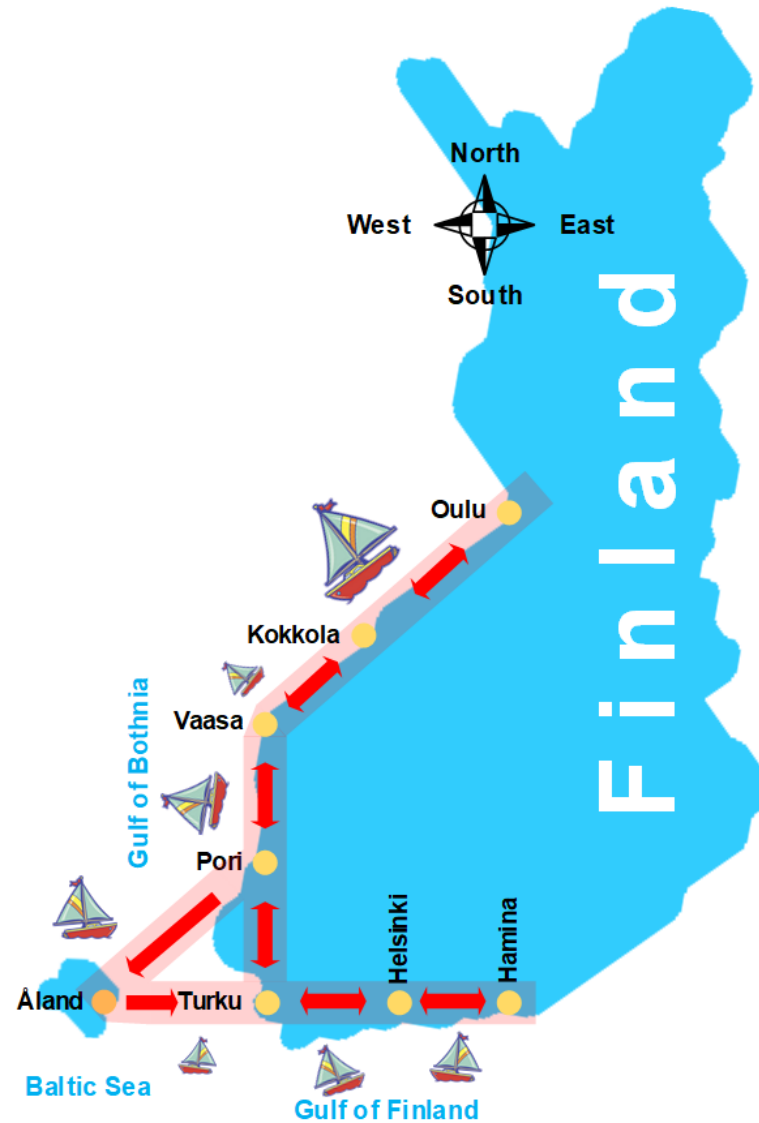 North
West
East
South
Finland
Oulu
Kokkola
Vaasa
Gulf of Bothnia
Pori
Helsinki
Hamina
Åland
Turku
Baltic Sea
Gulf of Finland